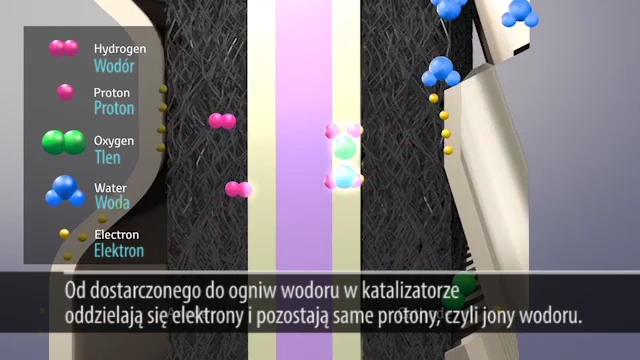 Hydrogen
Wodór
Proton
Proton
Oxygen
Tlen
Water
Woda
Electron
Elektron
Od dostarczonego do ogniw wodoru w katalizatorze
oddzielają się elektrony i pozostają same protony, czyli jony wodoru.